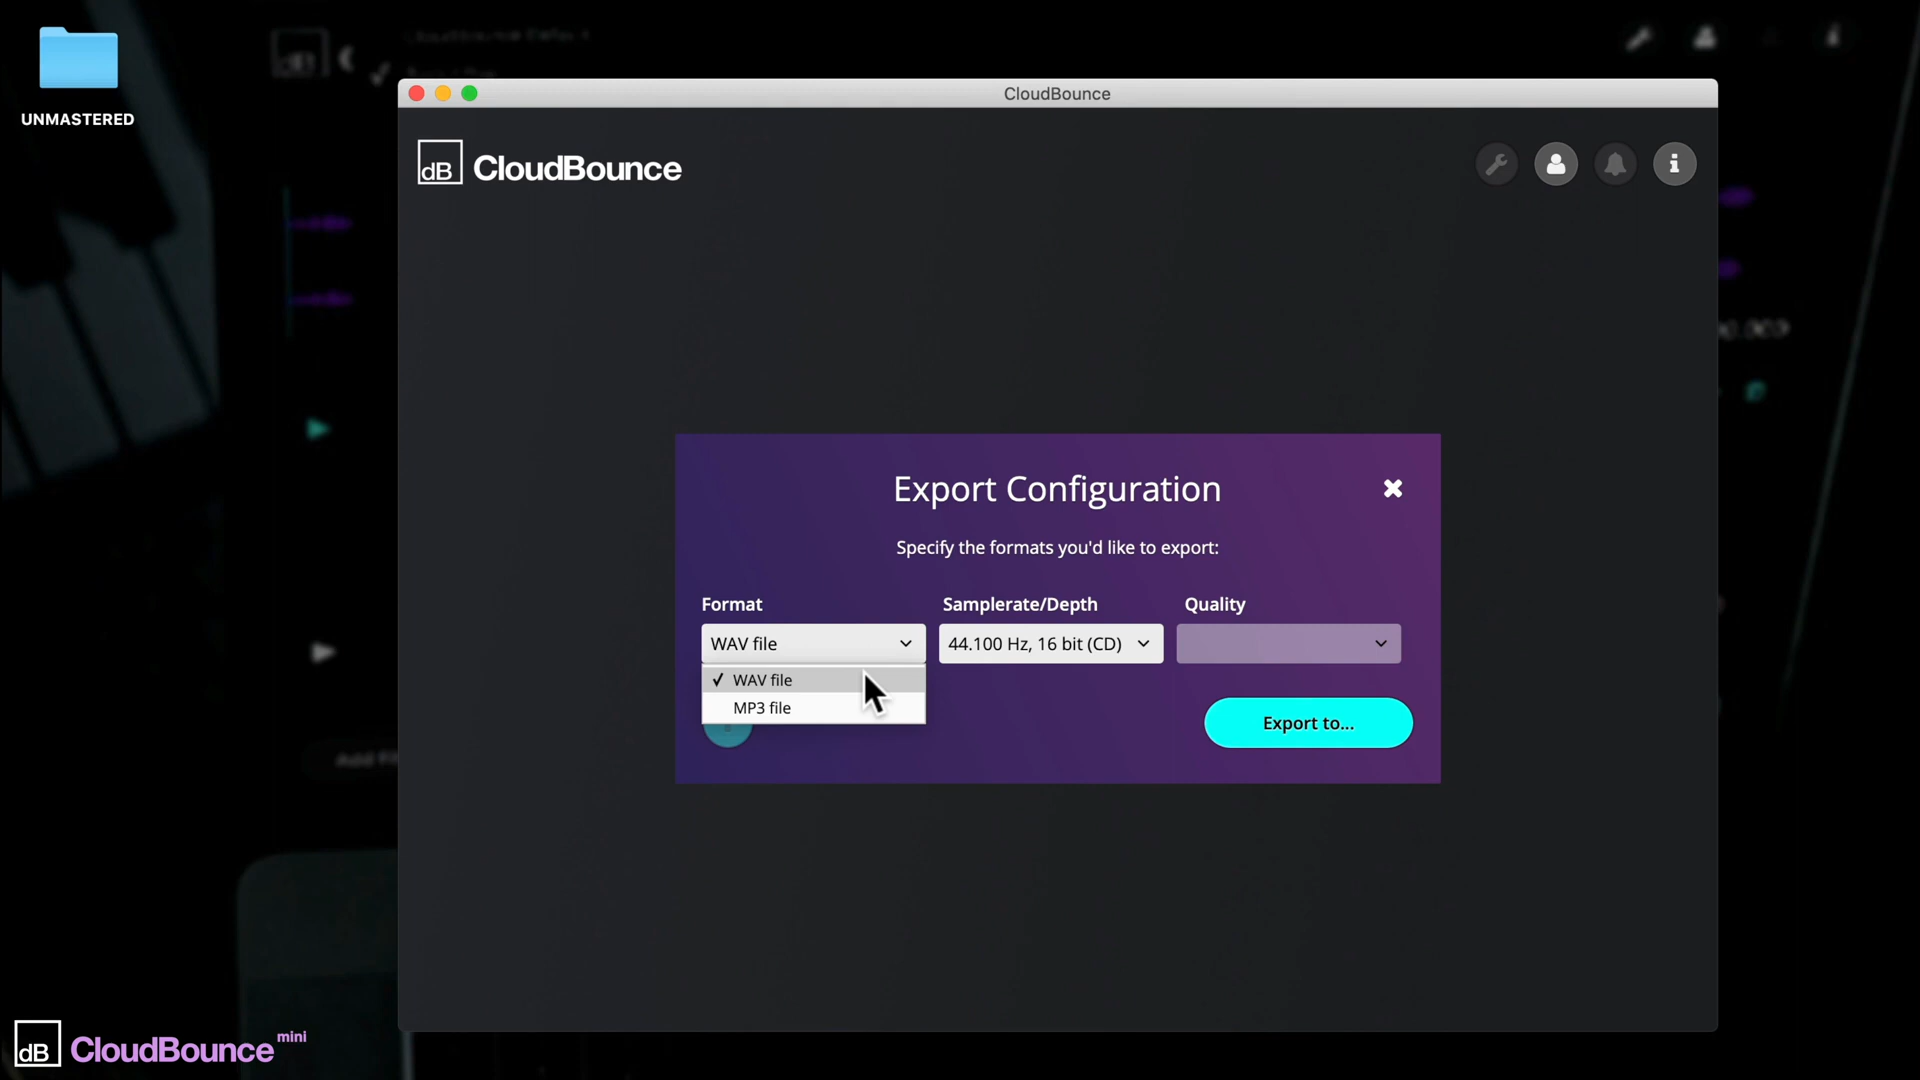 UNMASTERED
CloudBounce
dB CloudBounce
Export Configuration
Specify the formats you'd like to export:
Format
Samplerate/Depth
Quality
WAV file
44.100 Hz, 16 bit (CD)
WAV file
MP3 file
Export to...
dB CloudBounce mini